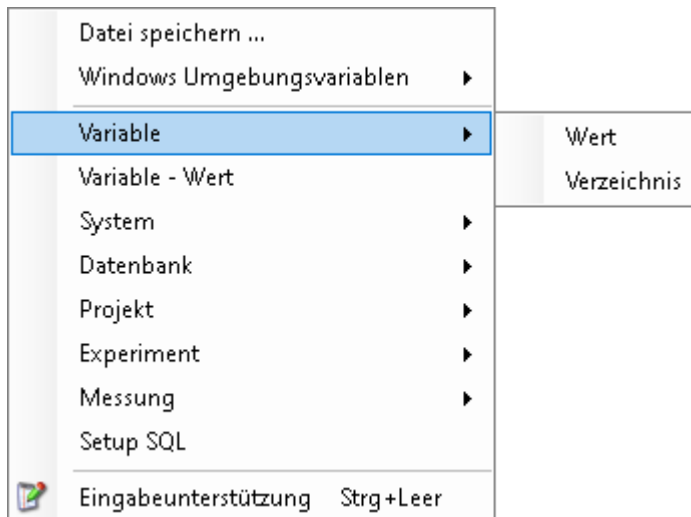 Datei speichern ...
Windows Umgebungsvariablen
Variable
Wert
Variable - Wert
Verzeichnis
System
Datenbank
Projekt
Experiment
Messung
Setup SQL
Eingabeunterstützung Strg+Leer